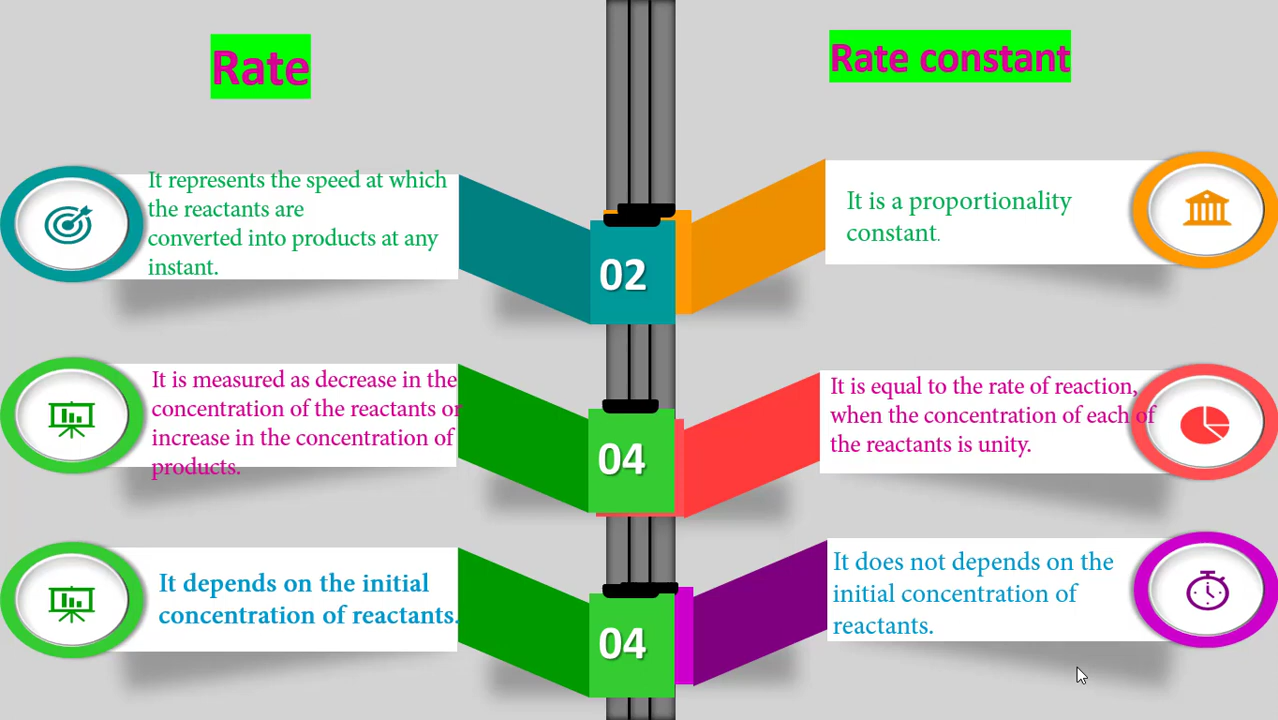 Rate
Rate constant
It represents the speed at which
the reactants are
converted into products at any
instant.
02
It is a proportionality
constant.
It is measured as decrease in the
concentration of the reactants or
increase in the concentration of
products.
04
It is equal to the rate of reaction,
when the concentration of each of
the reactants is unity.
It depends on the initial
concentration of reactants.
04
It does not depends on the
initial concentration of
reactants.